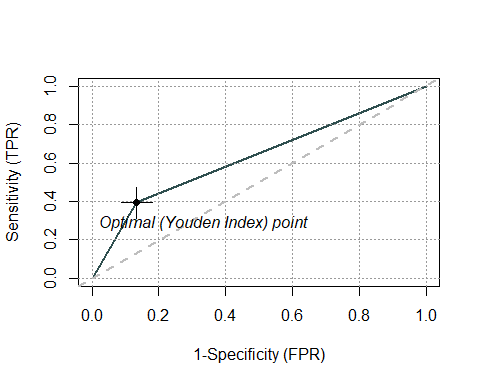 1.0
0.8
0.6
0.4
0.2
0.0
Sensitivity (TPR)
Optimal (Youden Index) point
0.0 0.2 0.4 0.6 0.8 1.0
1-Specificity (FPR)